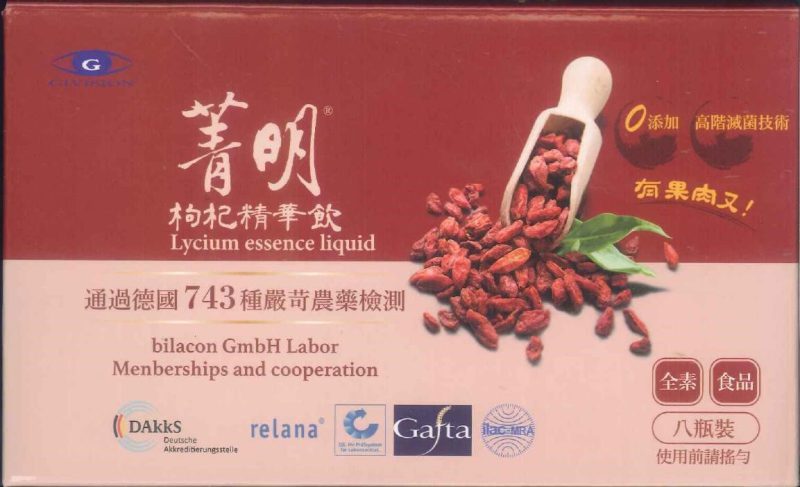 G
GIVISION
菁明®
枸杞精華飲
Lycium essence liquid
0添加
高階滅菌技術
有果肉又!
通過德國743種嚴苛農藥檢測
bilacon GmbH Labor
Menberships and cooperation
DAkkS
Deutsche
Akkreditierungsstelle
relana®
Gafta
ilac-MRA
全素
食品
八瓶裝
使用前請搖勻